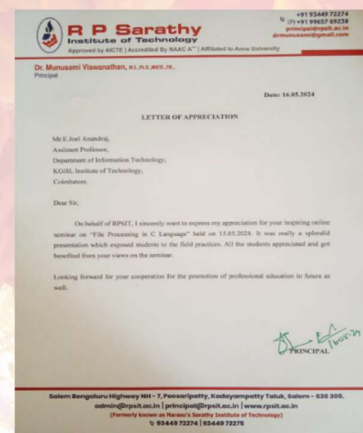 R P Sarathy
Institute of Technology
Approved by AICTE | Accredited By NAAC A++ | Affiliated to Anna University
+91 93449 72274
(P) +91 99657 69238
principal@rpsit.ac.in
drmunusami@gmail.com
Dr. Munusami Viswanathan,
Principal
Date: 16.05.2024
LETTER OF APPRECIATION
Mr.E.Joel Anandraj,
Assistant Professor,
Department of Information Technology,
KGiSL Institute of Technology,
Coimbatore.
Dear Sir,
On behalf of RPSIT, I sincerely want to express my appreciation for your inspiring online
seminar on "File Processing in C Language" held on 15.05.2024. It was really a splendid
presentation which exposed students to the field practices. All the students appreciated and got
benefited from your views on the seminar.
Looking forward for your cooperation for the promotion of professional education in future as
well.
PRINCIPAL
Salem Bengaluru Highway NH - 7, Poosaripatty, Kadayampatty Taluk, Salem - 636 305.
admin@rpsit.ac.in | principal@rpsit.ac.in | www.rpsit.ac.in
(Formerly known as Narasu's Sarathy Institute of Technology)
93449 72274 | 93449 72275